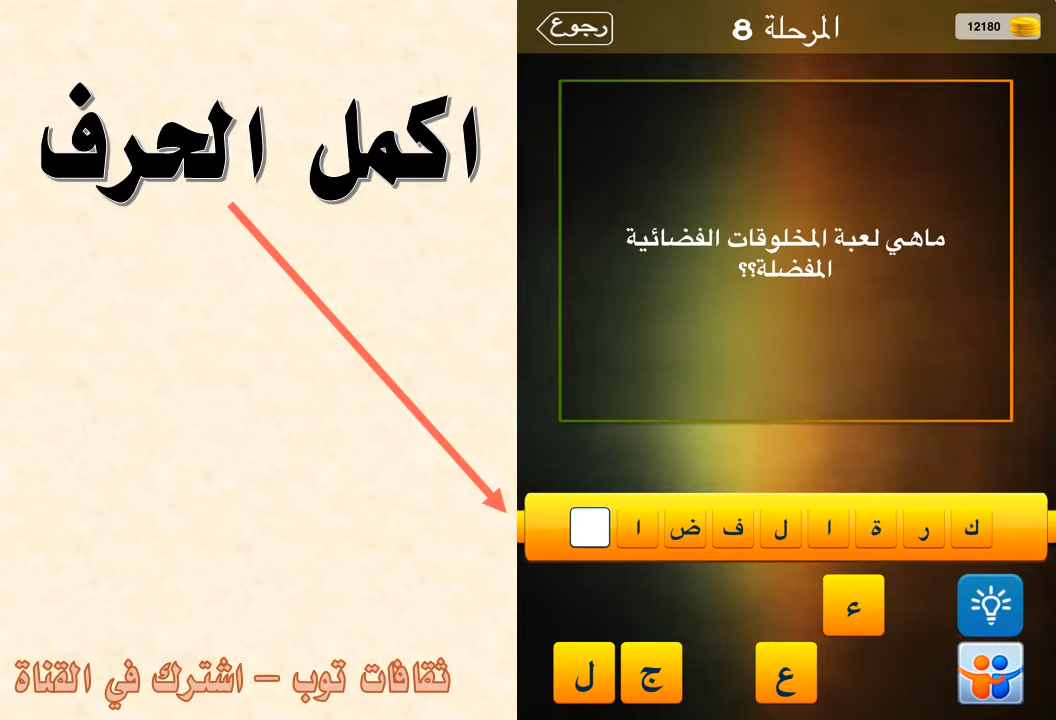 اكمل الحرف
ثقافات توب – اشترك في القناة
رجوع
المرحلة 8
12180
ماهي لعبة المخلوقات الفضائية
المفضلة؟؟
ك ر ة ا ل ف ض ا
ء
ل ج ع